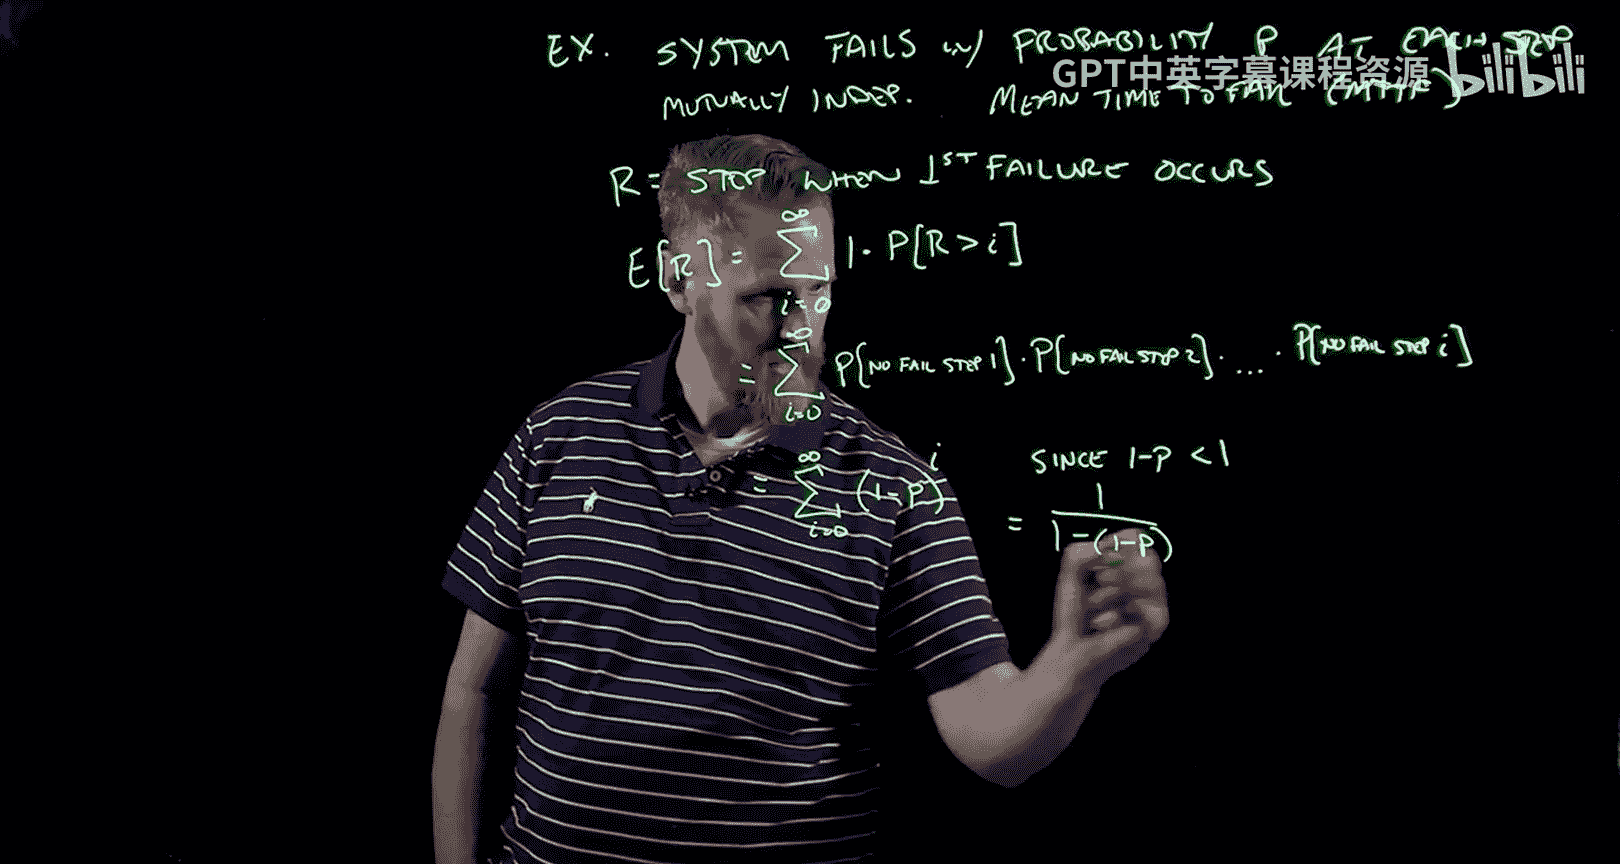 EX. SYSTEM FAILS w/ PROBABILITY P AT EACH STEP
GPT中英字幕课程资源 bilibili
MUTUALLY INDEP. MEAN TIME TO FAIL (MTTF)
R = STEP WHEN 1ST FAILURE OCCURS
E[R] = ∞ ∑ i=0 1· P[R > i]
= ∞ ∑ i=0 P[NO FAIL STEP 1] · P[NO FAIL STEP 2] · .... · P[NO FAIL STEP i]
= ∞ ∑ i=0 (1-P)^i SINCE 1-P < 1
= 1/(1-(1-P))